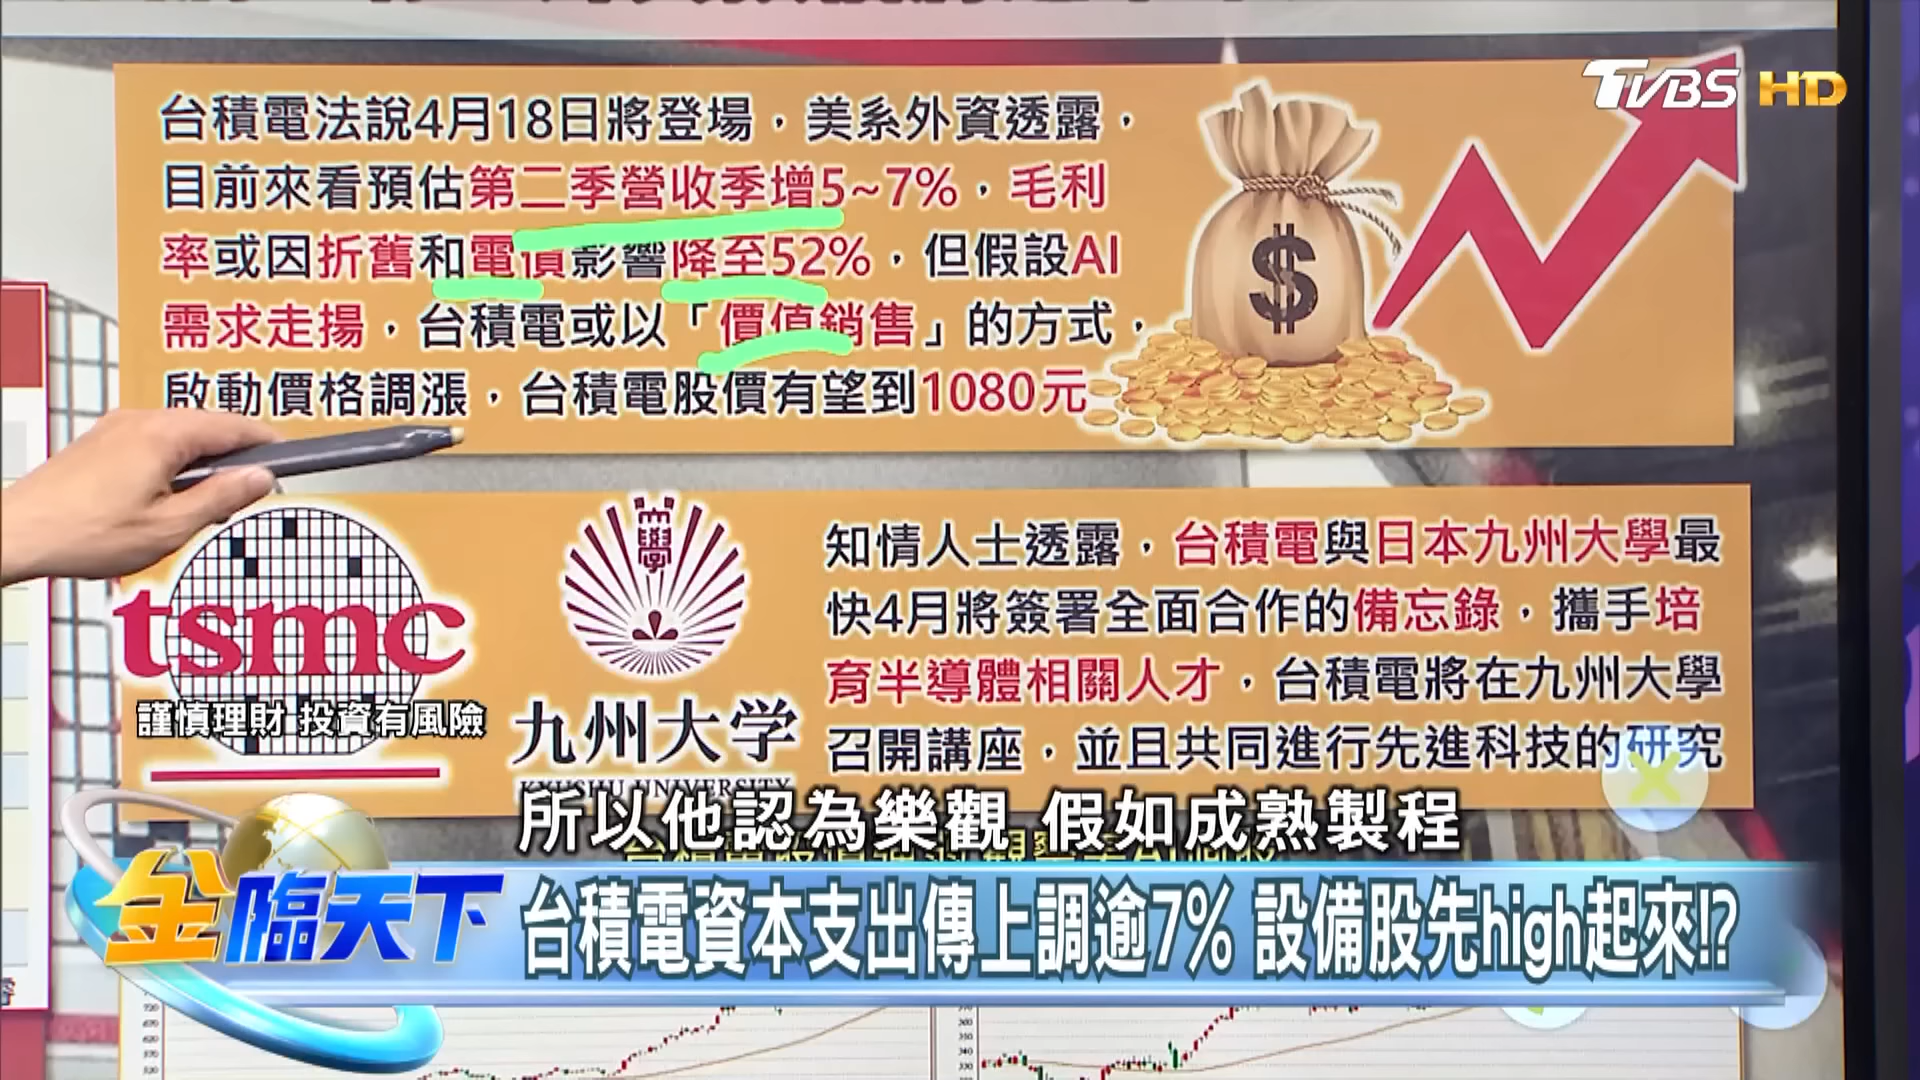 TVBS HD
台積電法說4月18日將登場，美系外資透露，
目前來看預估第二季營收季增5~7%，毛利
率或因折舊和電價影響降至52%，但假設AI
需求走揚，台積電或以「價值銷售」的方式，
啟動價格調漲，台積電股價有望到1080元
$
tsmc
謹慎理財 投資有風險
大學
九州大学
KYUSHU UNIVERSITY
知情人士透露，台積電與日本九州大學最
快4月將簽署全面合作的備忘錄，攜手培
育半導體相關人才，台積電將在九州大學
召開講座，並且共同進行先進科技的研究
所以他認為樂觀 假如成熟製程
金臨天下
台積電資本支出傳上調逾7% 設備股先high起來!?